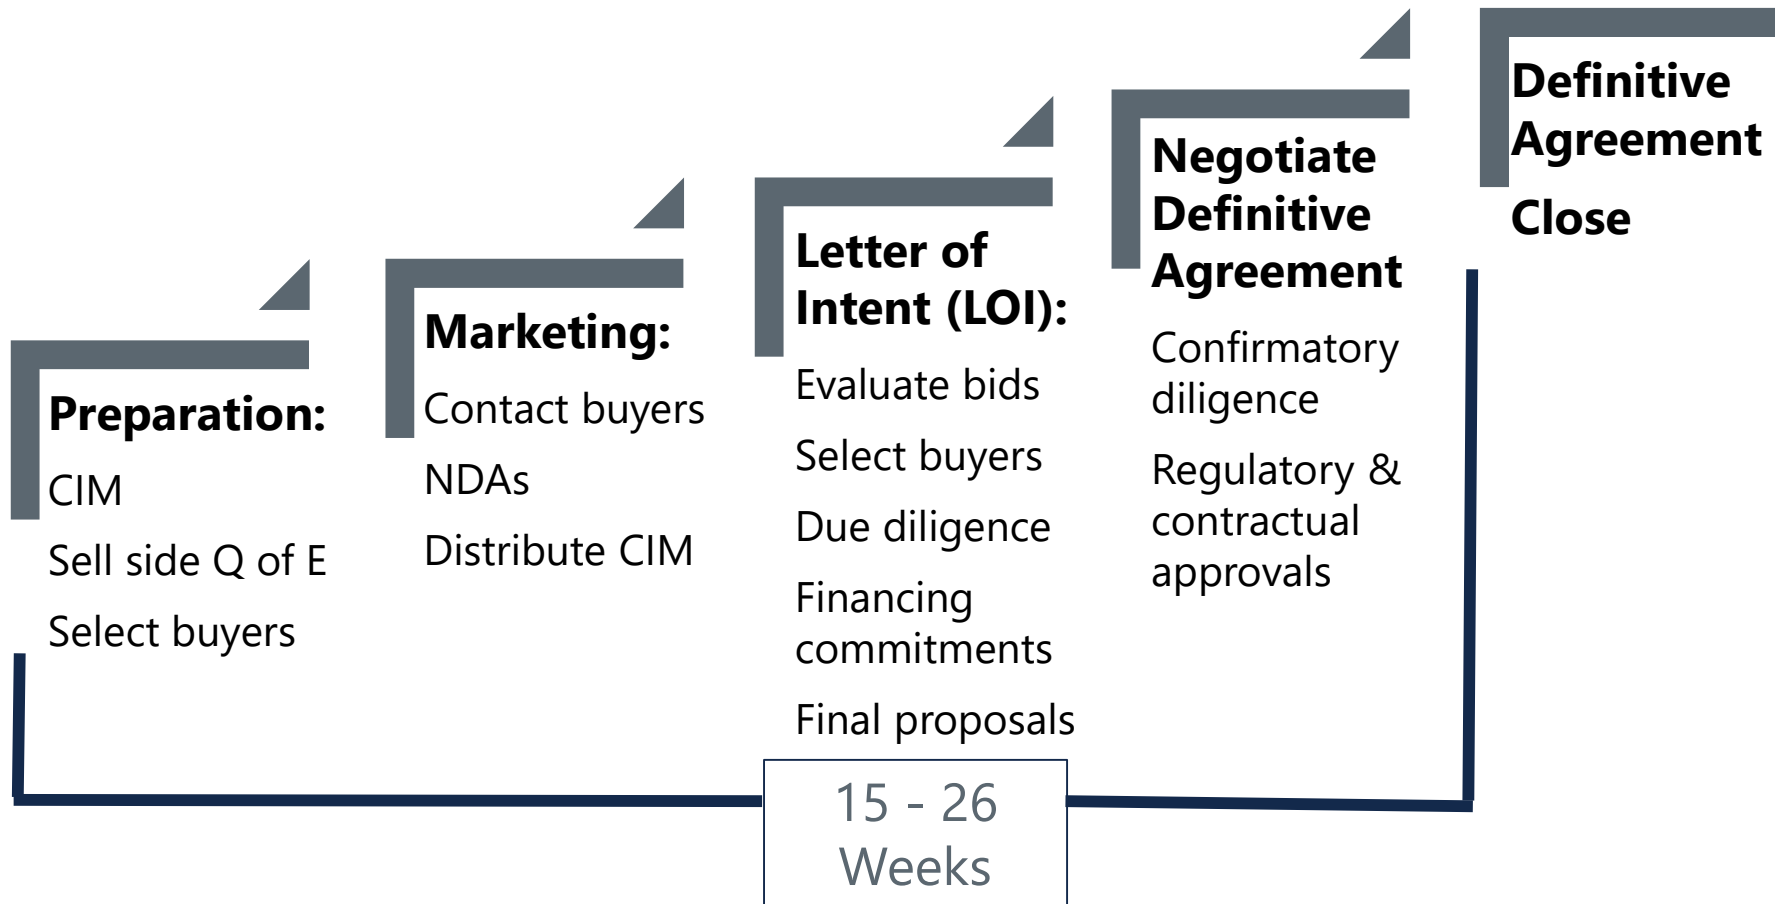 Preparation:
CIM
Sell side Q of E
Select buyers
Marketing:
Contact buyers
NDAs
Distribute CIM
Letter of
Intent (LOI):
Evaluate bids
Select buyers
Due diligence
Financing
commitments
Final proposals
Negotiate
Definitive
Agreement
Confirmatory
diligence
Regulatory &
contractual
approvals
Definitive
Agreement
Close
15 - 26
Weeks